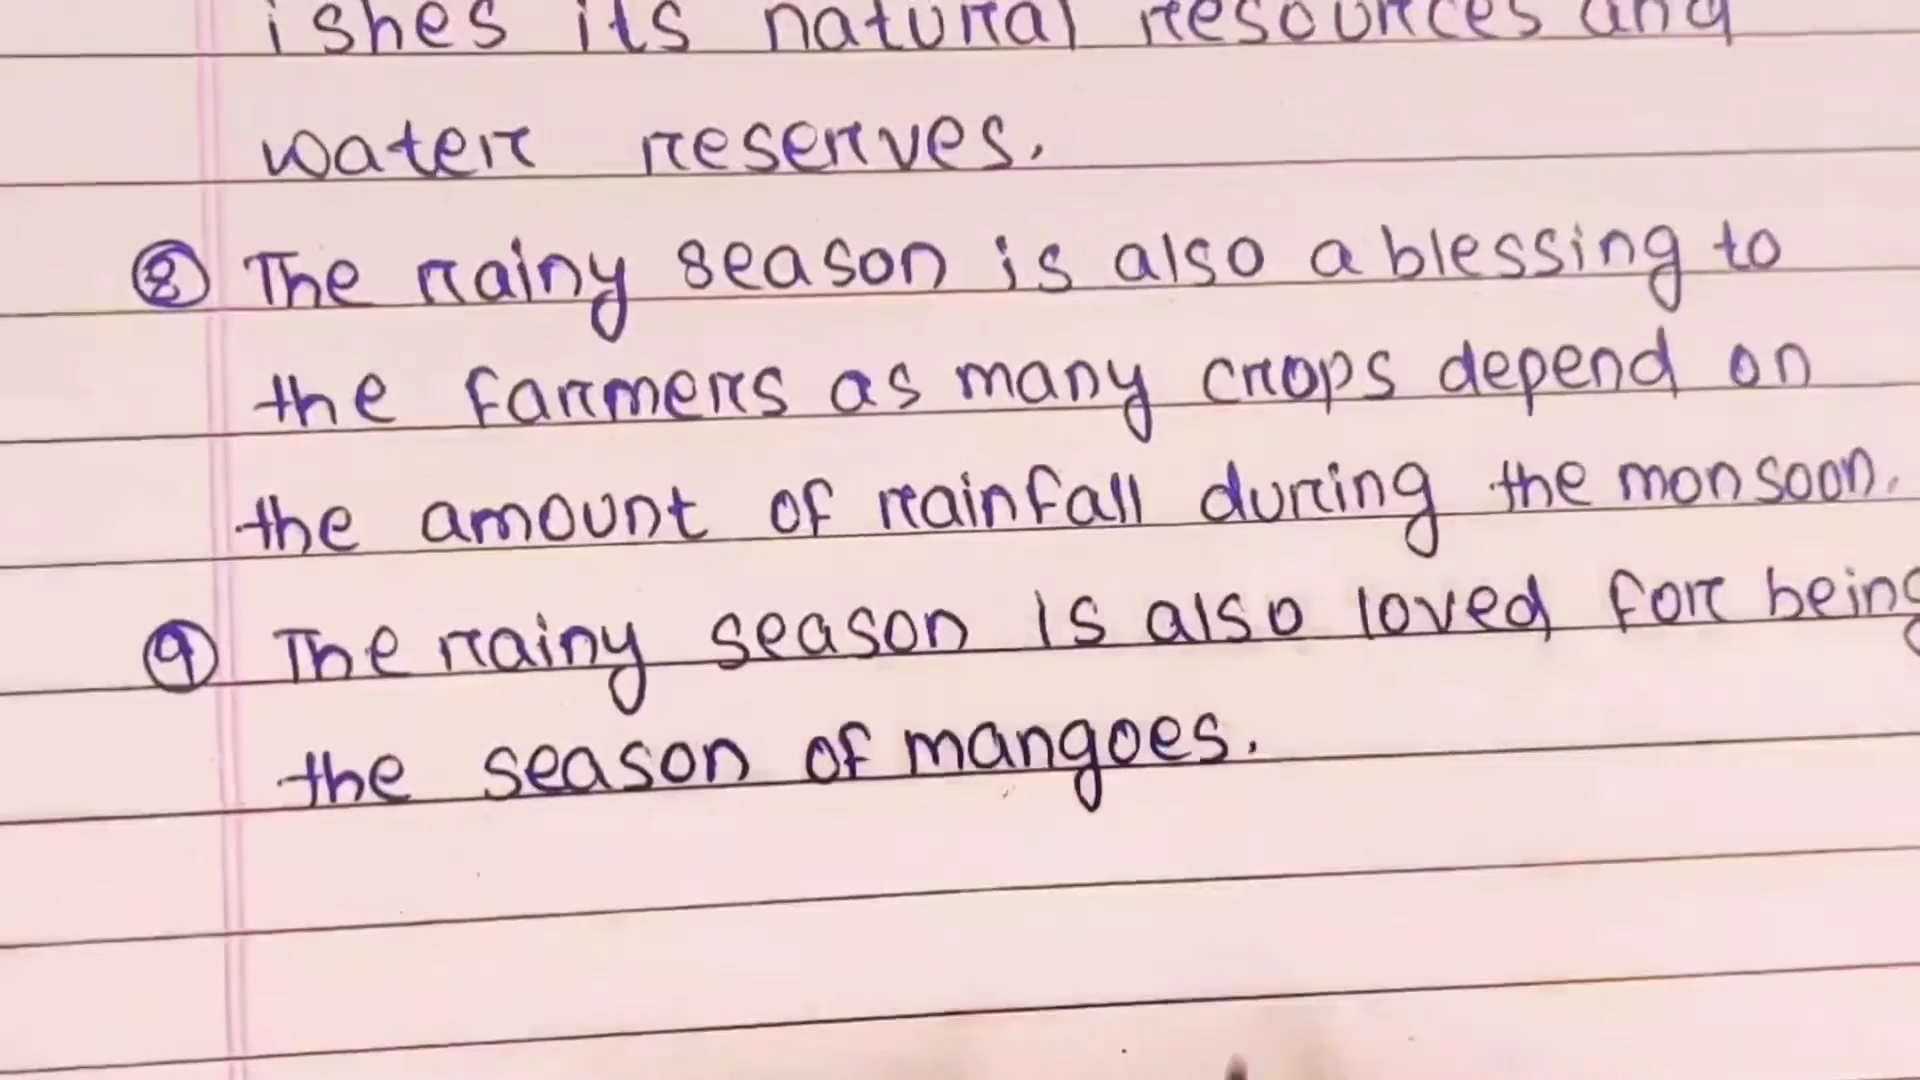 ishes its natural resources and
water reserves.
⑧ The rainy season is also a blessing to
the farmers as many crops depend on
the amount of rainfall during the monsoon.
⑨ The rainy season is also loved for being
the season of mangoes.